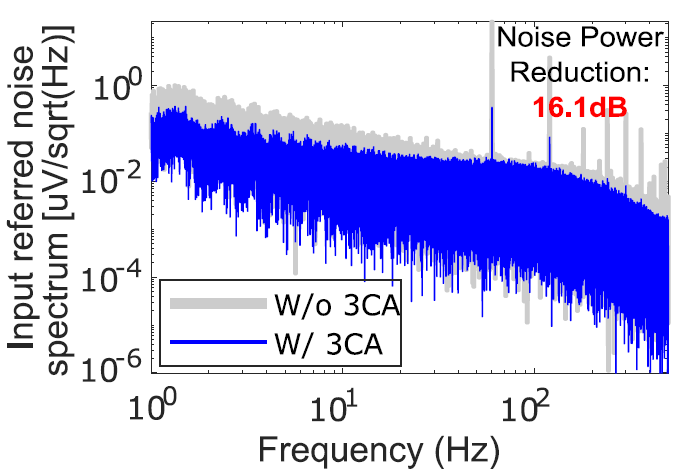 Noise Power
Reduction:
16.1dB
Input referred noise
spectrum [uV/sqrt(Hz)]
10^0
10^-2
10^-4
10^-6
W/o 3CA
W/ 3CA
10^0 10^1 10^2
Frequency (Hz)